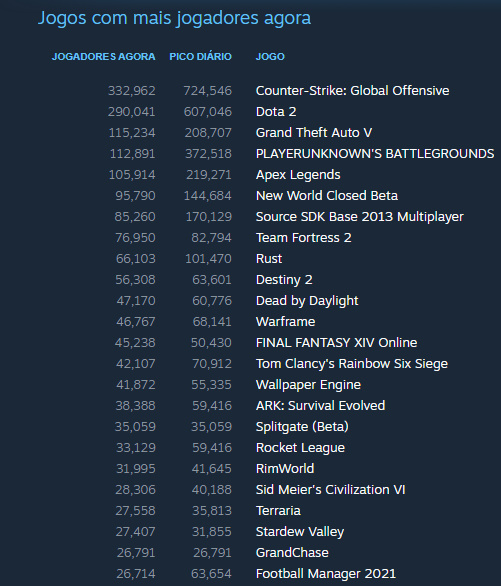 Jogos com mais jogadores agora
JOGADORES AGORA PICO DIÁRIO JOGO
332,962 724,546 Counter-Strike: Global Offensive
290,041 607,046 Dota 2
115,234 208,707 Grand Theft Auto V
112,891 372,518 PLAYERUNKNOWN'S BATTLEGROUNDS
105,914 219,271 Apex Legends
95,790 144,684 New World Closed Beta
85,260 170,129 Source SDK Base 2013 Multiplayer
76,950 82,794 Team Fortress 2
66,103 101,470 Rust
56,308 63,601 Destiny 2
47,170 60,776 Dead by Daylight
46,767 68,141 Warframe
45,238 50,430 FINAL FANTASY XIV Online
42,107 70,912 Tom Clancy's Rainbow Six Siege
41,872 55,335 Wallpaper Engine
38,388 59,416 ARK: Survival Evolved
35,059 35,059 Splitgate (Beta)
33,129 59,416 Rocket League
31,995 41,645 RimWorld
28,306 40,188 Sid Meier's Civilization VI
27,558 35,813 Terraria
27,407 31,855 Stardew Valley
26,791 26,791 GrandChase
26,714 63,654 Football Manager 2021